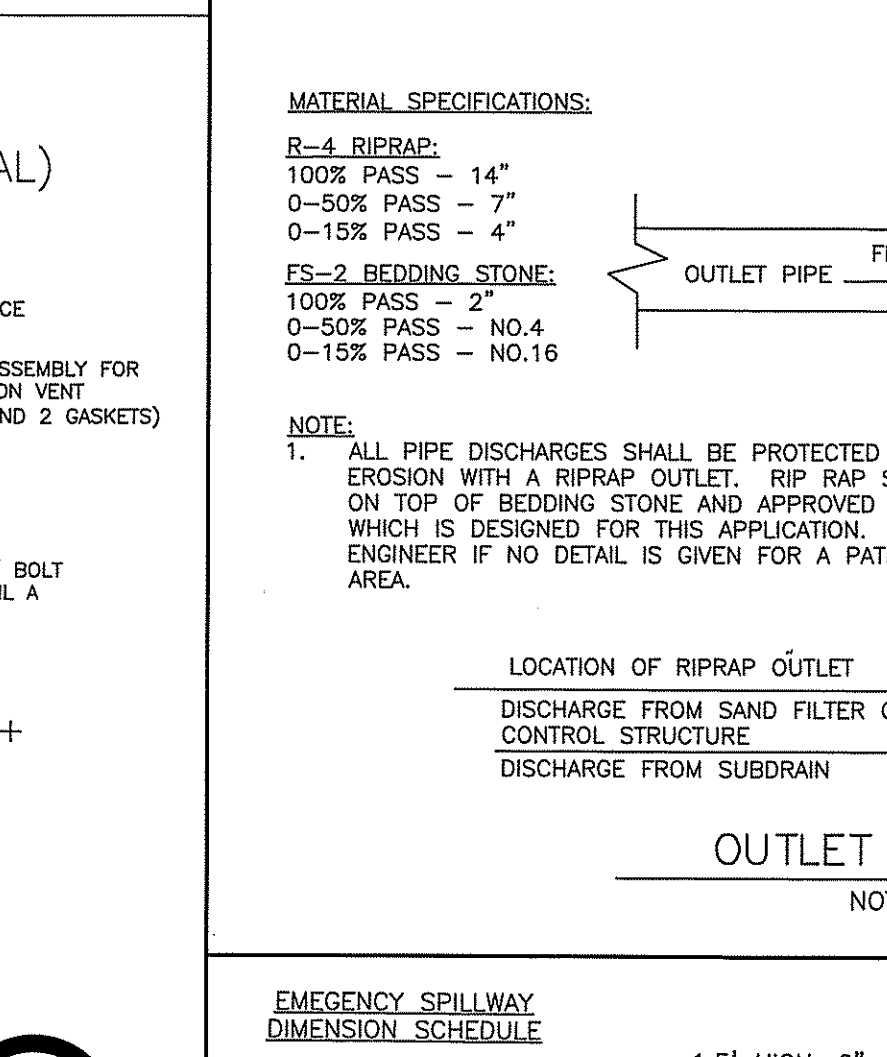 AL)
CE
SSEMBLY FOR
ON VENT
ND 2 GASKETS)
BOLT
IL A
MATERIAL SPECIFICATIONS:
R-4 RIPRAP:
100% PASS - 14"
0-50% PASS - 7"
0-15% PASS - 4"
FS-2 BEDDING STONE:
100% PASS - 2"
0-50% PASS - NO.4
0-15% PASS - NO.16
OUTLET PIPE
NOTE:
1. ALL PIPE DISCHARGES SHALL BE PROTECTED
EROSION WITH A RIPRAP OUTLET. RIP RAP S
ON TOP OF BEDDING STONE AND APPROVED
WHICH IS DESIGNED FOR THIS APPLICATION.
ENGINEER IF NO DETAIL IS GIVEN FOR A PAT
AREA.
LOCATION OF RIPRAP OUTLET
DISCHARGE FROM SAND FILTER
CONTROL STRUCTURE
DISCHARGE FROM SUBDRAIN
OUTLET
NOT
EMEGENCY SPILLWAY
DIMENSION SCHEDULE